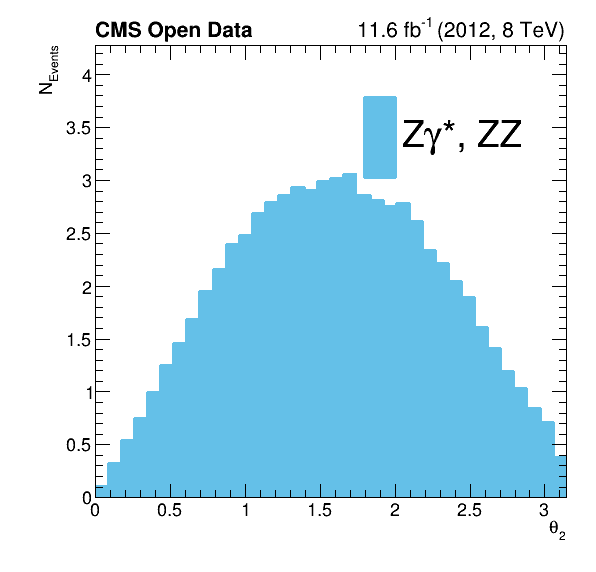 CMS Open Data 11.6 fb⁻¹ (2012, 8 TeV)
N_Events
4
3.5
Zγ*, ZZ
3
2.5
2
1.5
1
0.5
0
0 0.5 1 1.5 2 2.5 3
θ₂